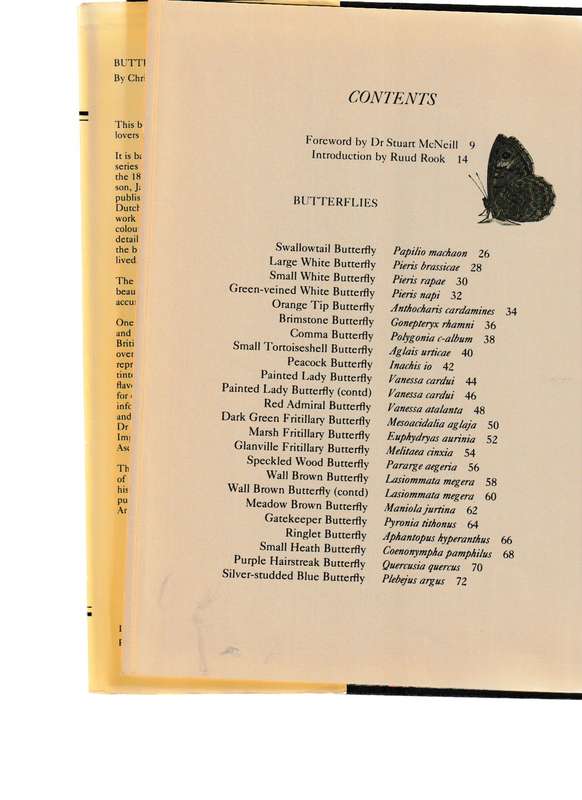 BUTT
By Chri
This b
lovers
It is ba
series
the 18
son, J
publis
Dutch
work
colou
detail
the b
lived
The
beau
accu
One
and
Briti
over
repr
tint
flav
for
info
and
Dr
Im
Asc
Th
of
his
pu
Ar
CONTENTS
Foreword by Dr Stuart McNeill 9
Introduction by Ruud Rook 14
BUTTERFLIES
Swallowtail Butterfly Papilio machaon 26
Large White Butterfly Pieris brassicae 28
Small White Butterfly Pieris rapae 30
Green-veined White Butterfly Pieris napi 32
Orange Tip Butterfly Anthocharis cardamines 34
Brimstone Butterfly Gonepteryx rhamni 36
Comma Butterfly Polygonia c-album 38
Small Tortoiseshell Butterfly Aglais urticae 40
Peacock Butterfly Inachis io 42
Painted Lady Butterfly Vanessa cardui 44
Painted Lady Butterfly (contd) Vanessa cardui 46
Red Admiral Butterfly Vanessa atalanta 48
Dark Green Fritillary Butterfly Mesoacidalia aglaja 50
Marsh Fritillary Butterfly Euphydryas aurinia 52
Glanville Fritillary Butterfly Melitaea cinxia 54
Speckled Wood Butterfly Pararge aegeria 56
Wall Brown Butterfly Lasiommata megera 58
Wall Brown Butterfly (contd) Lasiommata megera 60
Meadow Brown Butterfly Maniola jurtina 62
Gatekeeper Butterfly Pyronia tithonus 64
Ringlet Butterfly Aphantopus hyperanthus 66
Small Heath Butterfly Coenonympha pamphilus 68
Purple Hairstreak Butterfly Quercusia quercus 70
Silver-studded Blue Butterfly Plebejus argus 72